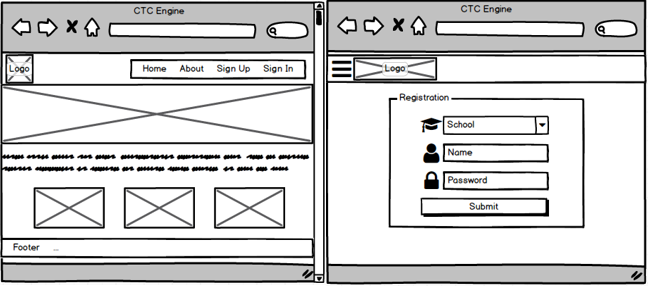 CTC Engine
Logo
Home About Sign Up Sign In
Footer ...
CTC Engine
Logo
Registration
School
Name
Password
Submit